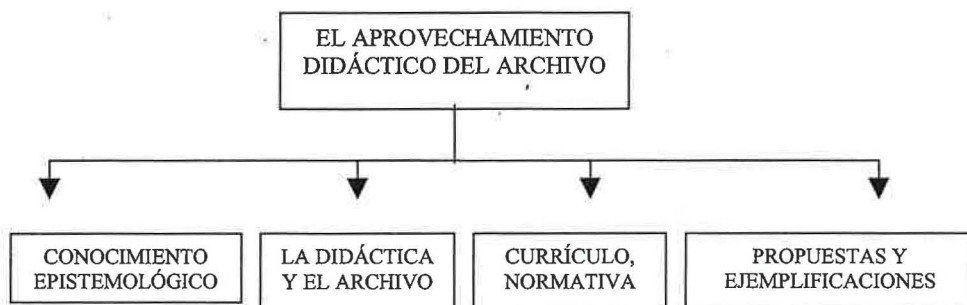 EL APROVECHAMIENTO
DIDÁCTICO DEL ARCHIVO
CONOCIMIENTO
EPISTEMOLÓGICO
LA DIDÁCTICA
Y EL ARCHIVO
CURRÍCULO,
NORMATIVA
PROPUESTAS Y
EJEMPLIFICACIONES